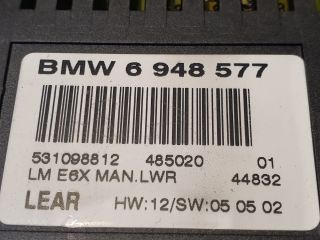 BMW 6 948 577
531098812 485020 01
LM E6X MAN.LWR 44832
LEAR HW:12/SW:05 05 02